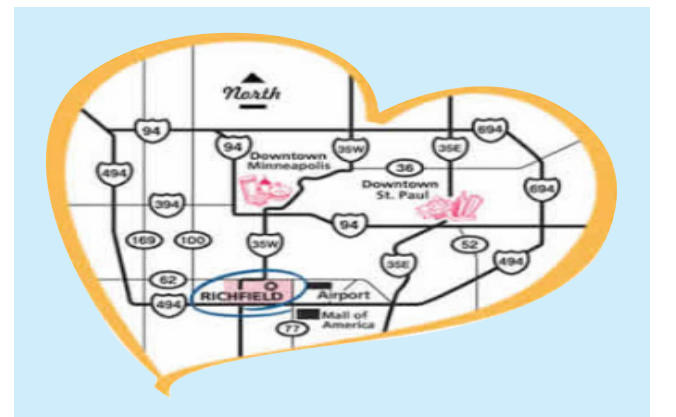 North
94
694
94
35W
35E
Downtown
Minneapolis
36
494
Downtown
St. Paul
694
394
94
169
100
35W
52
35E
494
62
RICHFIELD
Airport
494
Mall of
America
77